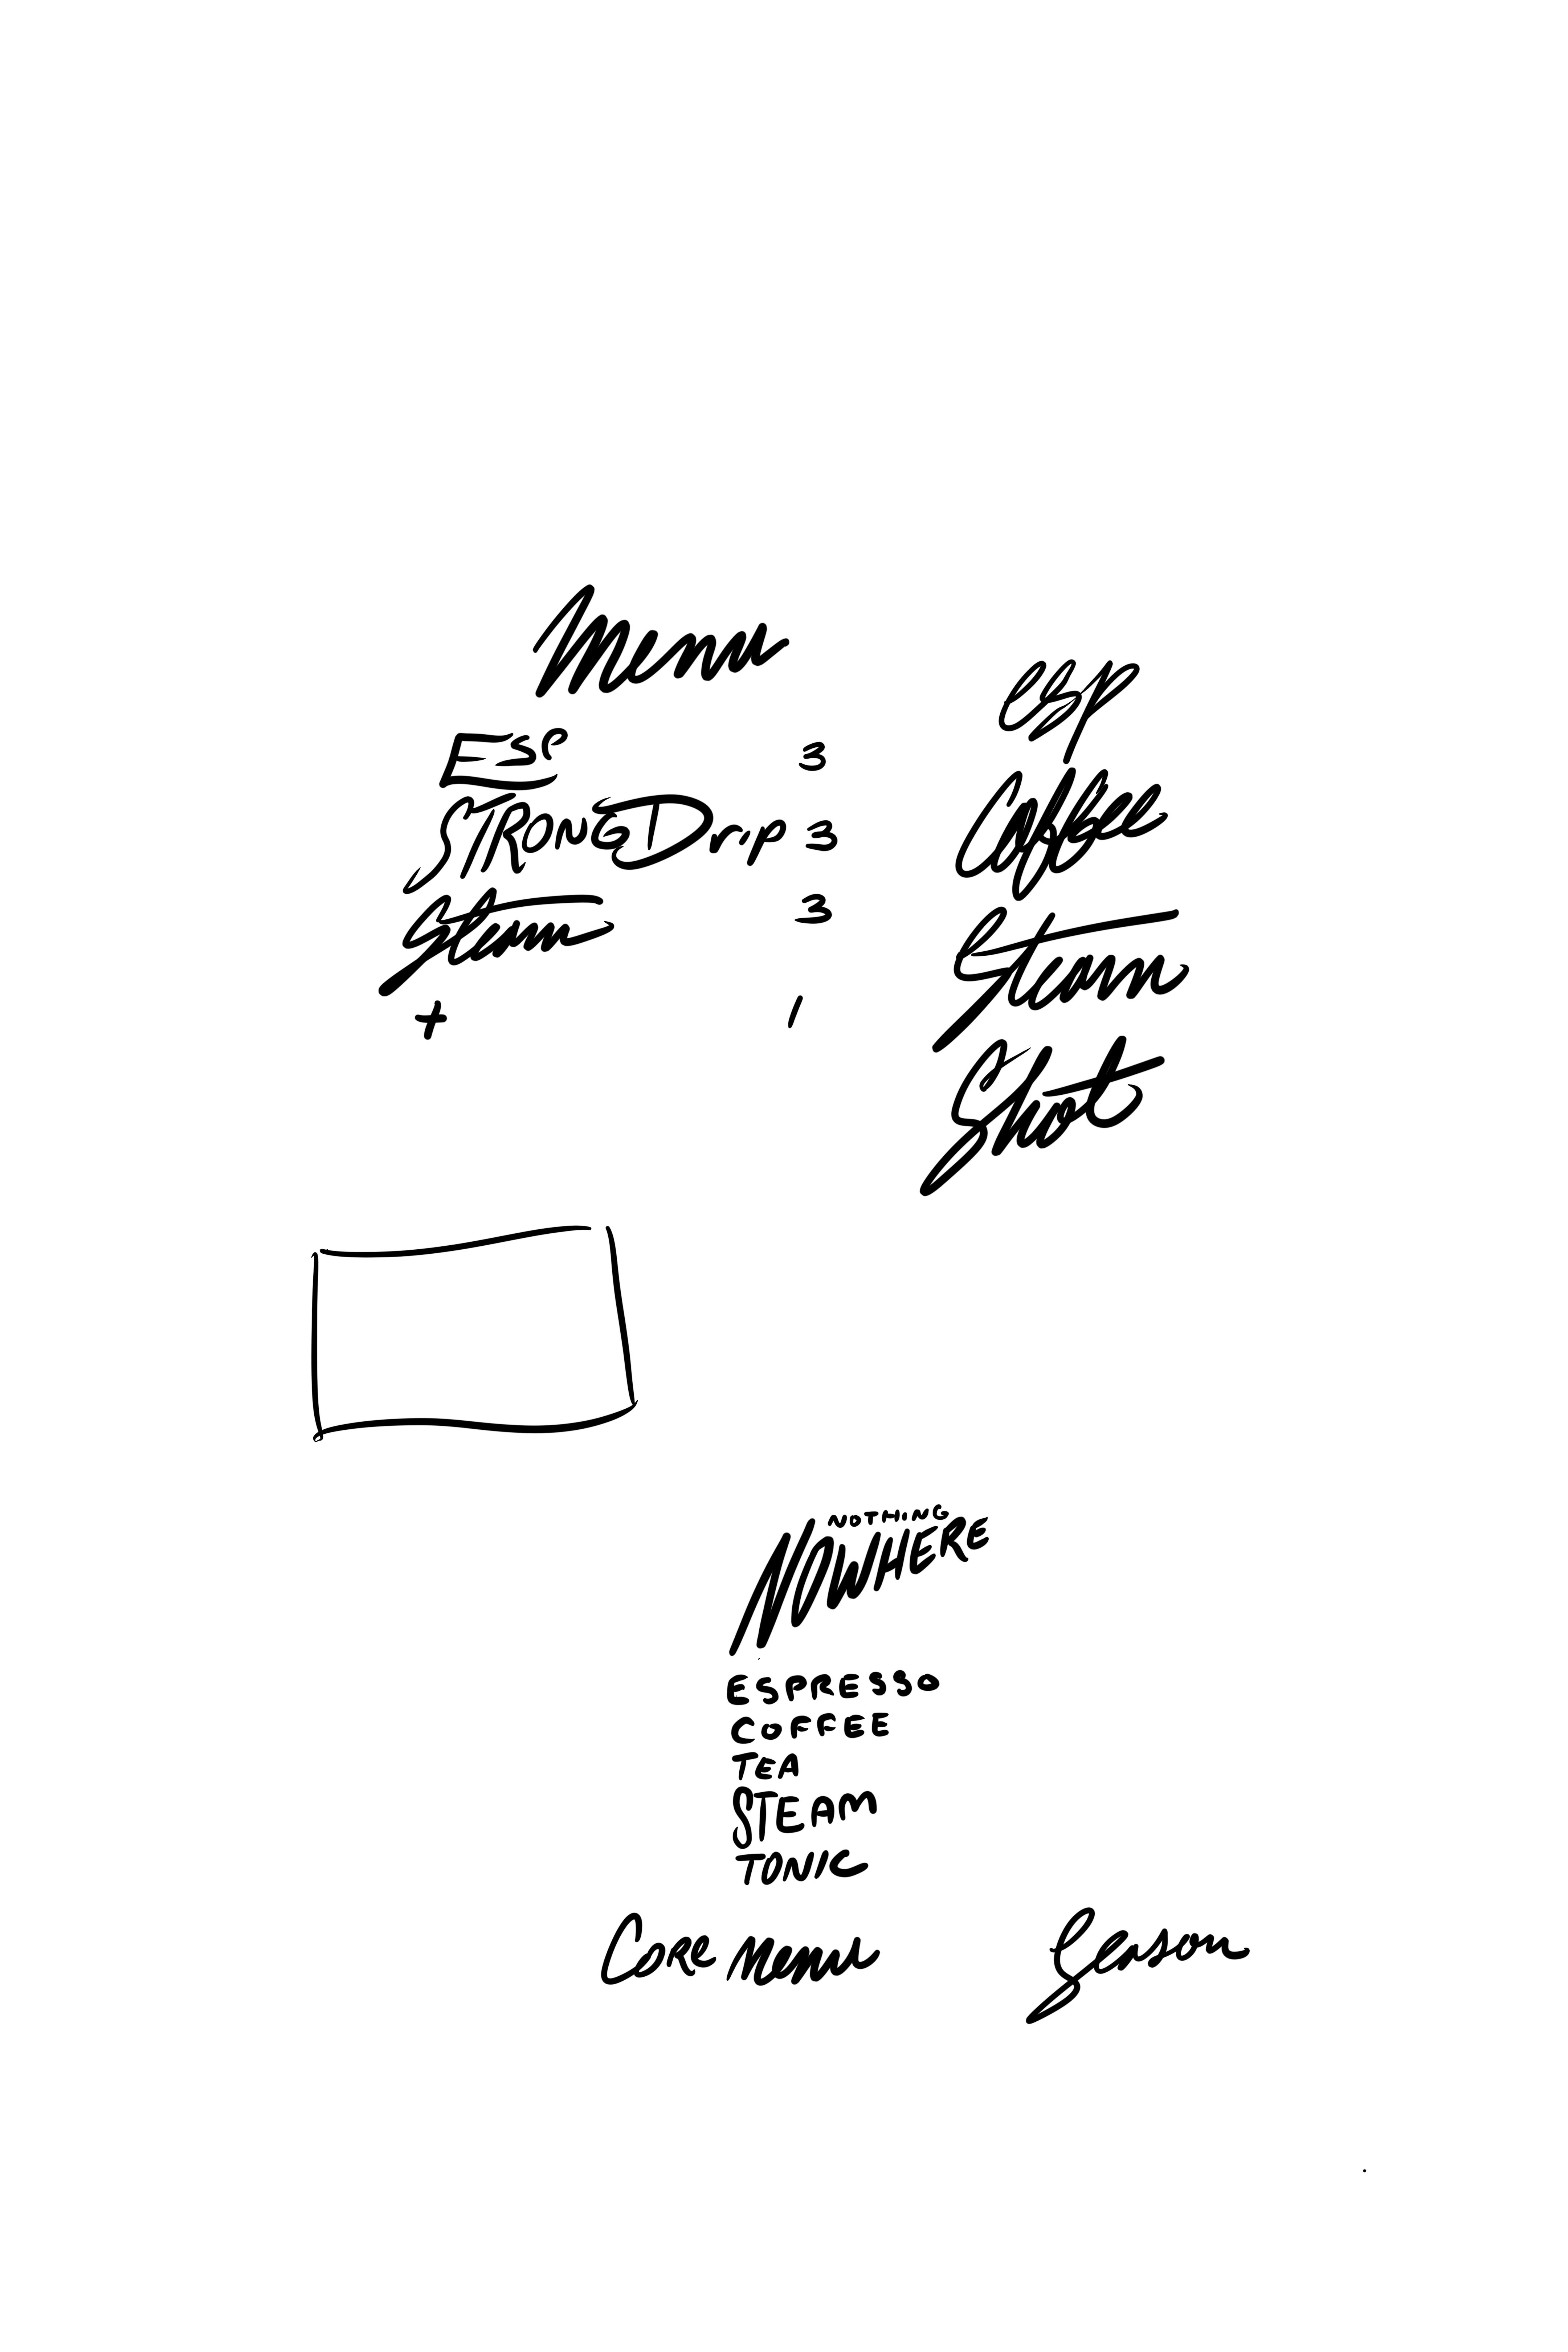 Menu
ESP 3
Drip 3
Steam 3
+ 1
Esp
Coffee
Steam
Shot
NOTHING
NOWHERE
ESPRESSO
COFFEE
TEA
STEAM
TONIC
Core Menu
Season